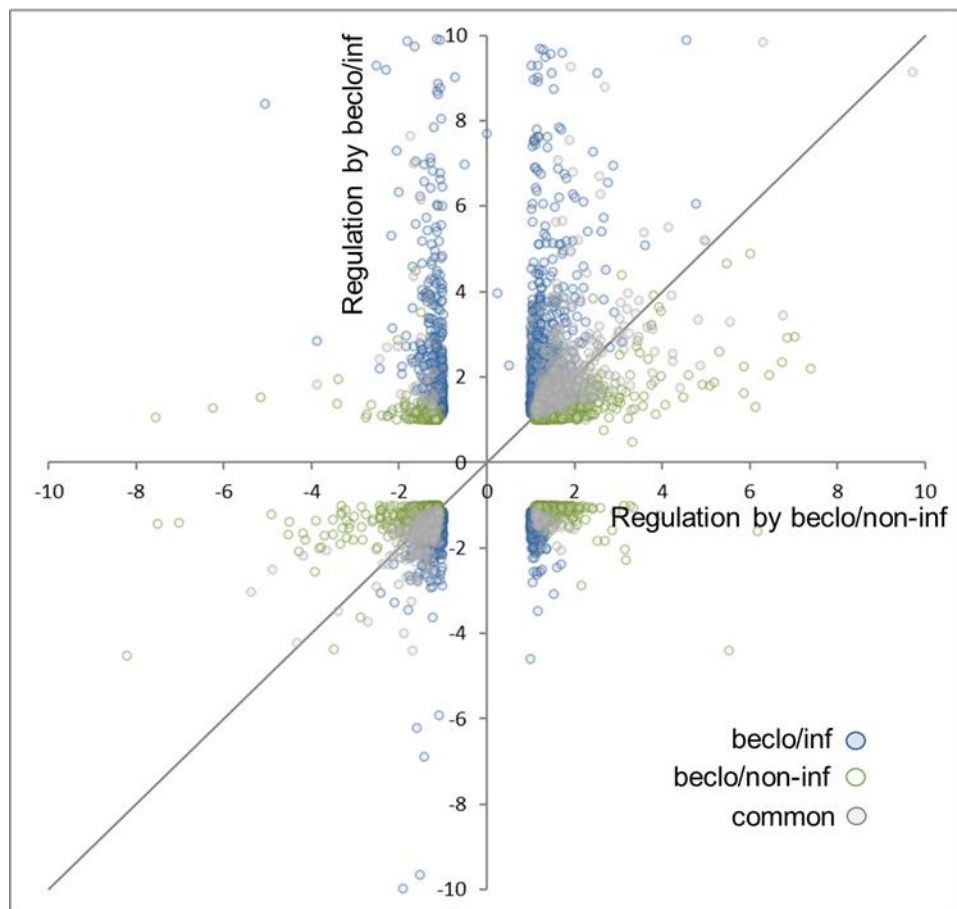 Regulation by beclo/inf
10
8
6
4
2
0
-10 -8 -6 -4 -2 0 2 4 6 8 10
Regulation by beclo/non-inf
-2
-4
-6
-8
-10
beclo/inf
beclo/non-inf
common